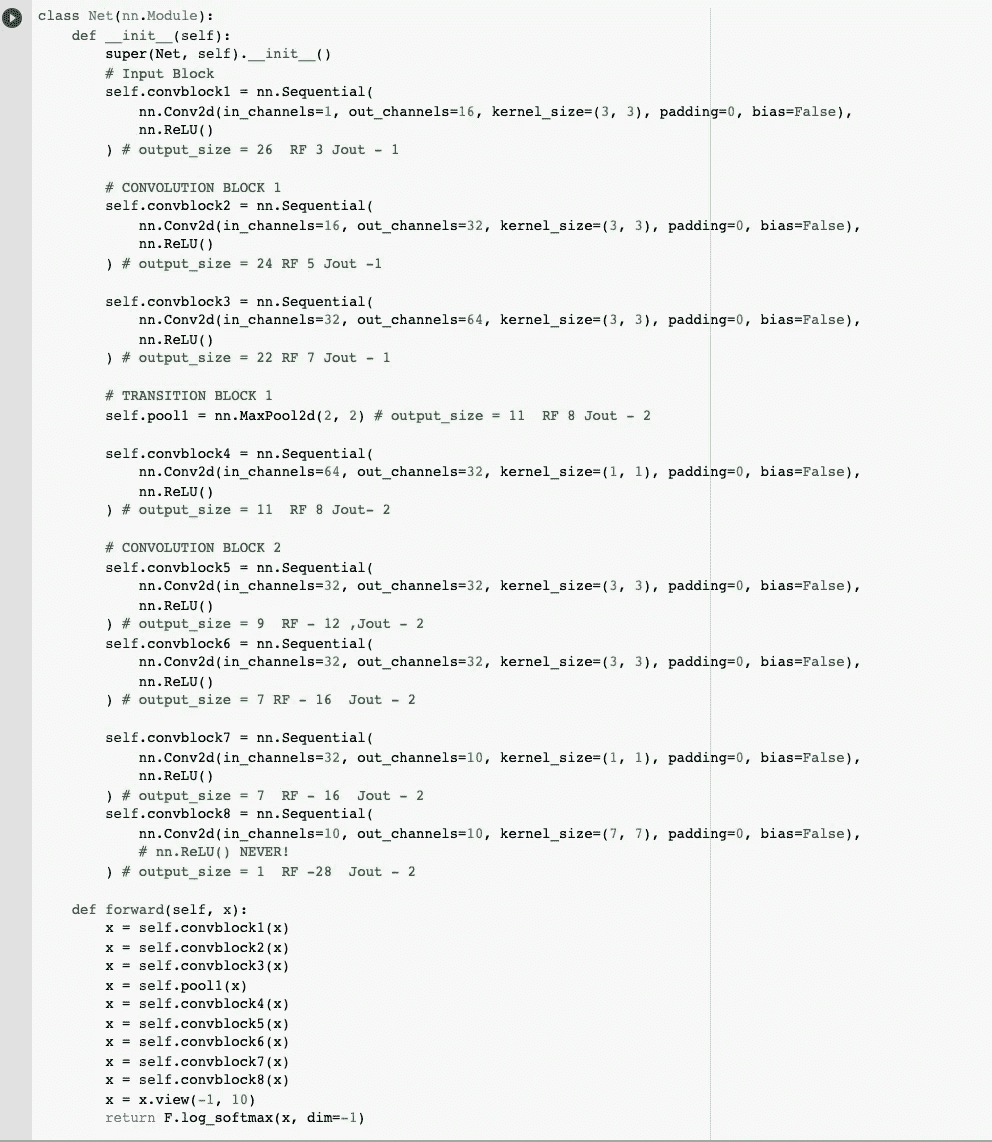 class Net(nn.Module):
    def __init__(self):
        super(Net, self).__init__()
        # Input Block
        self.convblock1 = nn.Sequential(
            nn.Conv2d(in_channels=1, out_channels=16, kernel_size=(3, 3), padding=0, bias=False),
            nn.ReLU()
        ) # output_size = 26  RF 3 Jout - 1

        # CONVOLUTION BLOCK 1
        self.convblock2 = nn.Sequential(
            nn.Conv2d(in_channels=16, out_channels=32, kernel_size=(3, 3), padding=0, bias=False),
            nn.ReLU()
        ) # output_size = 24 RF 5 Jout -1

        self.convblock3 = nn.Sequential(
            nn.Conv2d(in_channels=32, out_channels=64, kernel_size=(3, 3), padding=0, bias=False),
            nn.ReLU()
        ) # output_size = 22 RF 7 Jout - 1

        # TRANSITION BLOCK 1
        self.pool1 = nn.MaxPool2d(2, 2) # output_size = 11  RF 8 Jout - 2

        self.convblock4 = nn.Sequential(
            nn.Conv2d(in_channels=64, out_channels=32, kernel_size=(1, 1), padding=0, bias=False),
            nn.ReLU()
        ) # output_size = 11  RF 8 Jout- 2

        # CONVOLUTION BLOCK 2
        self.convblock5 = nn.Sequential(
            nn.Conv2d(in_channels=32, out_channels=32, kernel_size=(3, 3), padding=0, bias=False),
            nn.ReLU()
        ) # output_size = 9  RF - 12 ,Jout - 2
        self.convblock6 = nn.Sequential(
            nn.Conv2d(in_channels=32, out_channels=32, kernel_size=(3, 3), padding=0, bias=False),
            nn.ReLU()
        ) # output_size = 7 RF - 16  Jout - 2

        self.convblock7 = nn.Sequential(
            nn.Conv2d(in_channels=32, out_channels=10, kernel_size=(1, 1), padding=0, bias=False),
            nn.ReLU()
        ) # output_size = 7  RF - 16  Jout - 2
        self.convblock8 = nn.Sequential(
            nn.Conv2d(in_channels=10, out_channels=10, kernel_size=(7, 7), padding=0, bias=False),
            # nn.ReLU() NEVER!
        ) # output_size = 1  RF -28  Jout - 2

    def forward(self, x):
        x = self.convblock1(x)
        x = self.convblock2(x)
        x = self.convblock3(x)
        x = self.pool1(x)
        x = self.convblock4(x)
        x = self.convblock5(x)
        x = self.convblock6(x)
        x = self.convblock7(x)
        x = self.convblock8(x)
        x = x.view(-1, 10)
        return F.log_softmax(x, dim=-1)